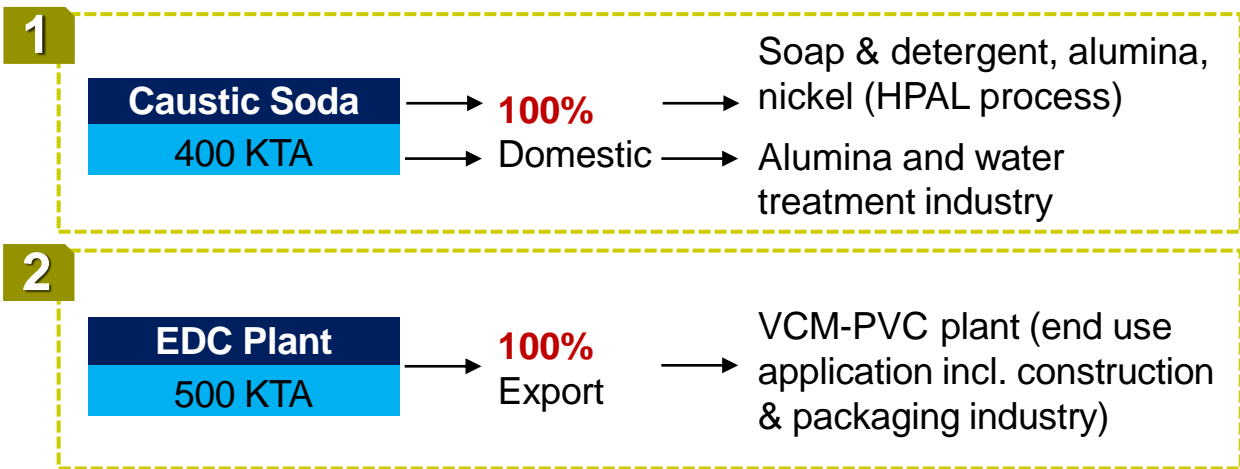 1
Caustic Soda
400 KTA
100%
Domestic
Soap & detergent, alumina,
nickel (HPAL process)
Alumina and water
treatment industry
2
EDC Plant
500 KTA
100%
Export
VCM-PVC plant (end use
application incl. construction
& packaging industry)